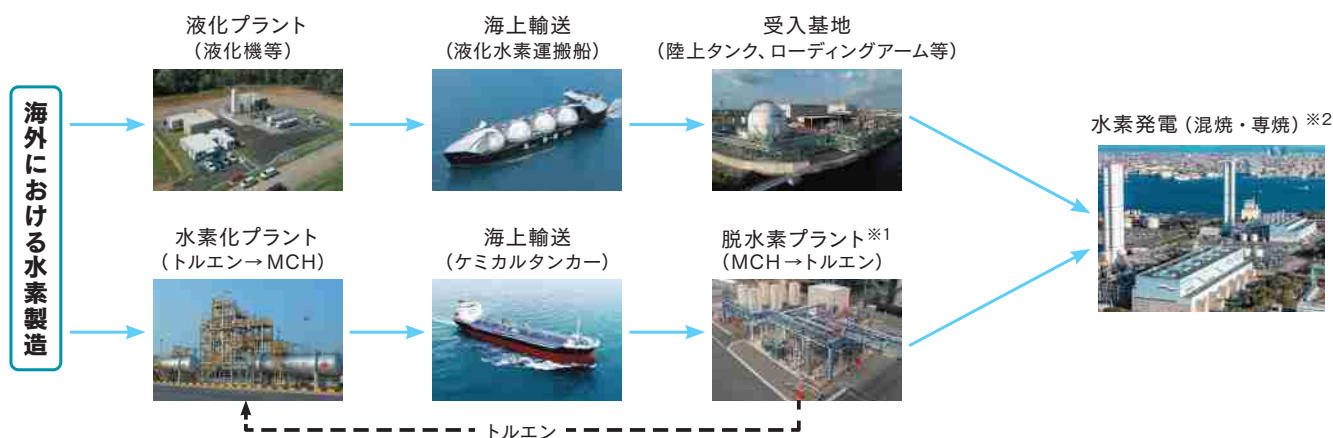 海外における水素製造
液化プラント
（液化機等）
海上輸送
（液化水素運搬船）
受入基地
（陸上タンク、ローディングアーム等）
水素発電（混焼・専焼）※2
水素化プラント
（トルエン→MCH）
海上輸送
（ケミカルタンカー）
脱水素プラント※1
（MCH→トルエン）
トルエン